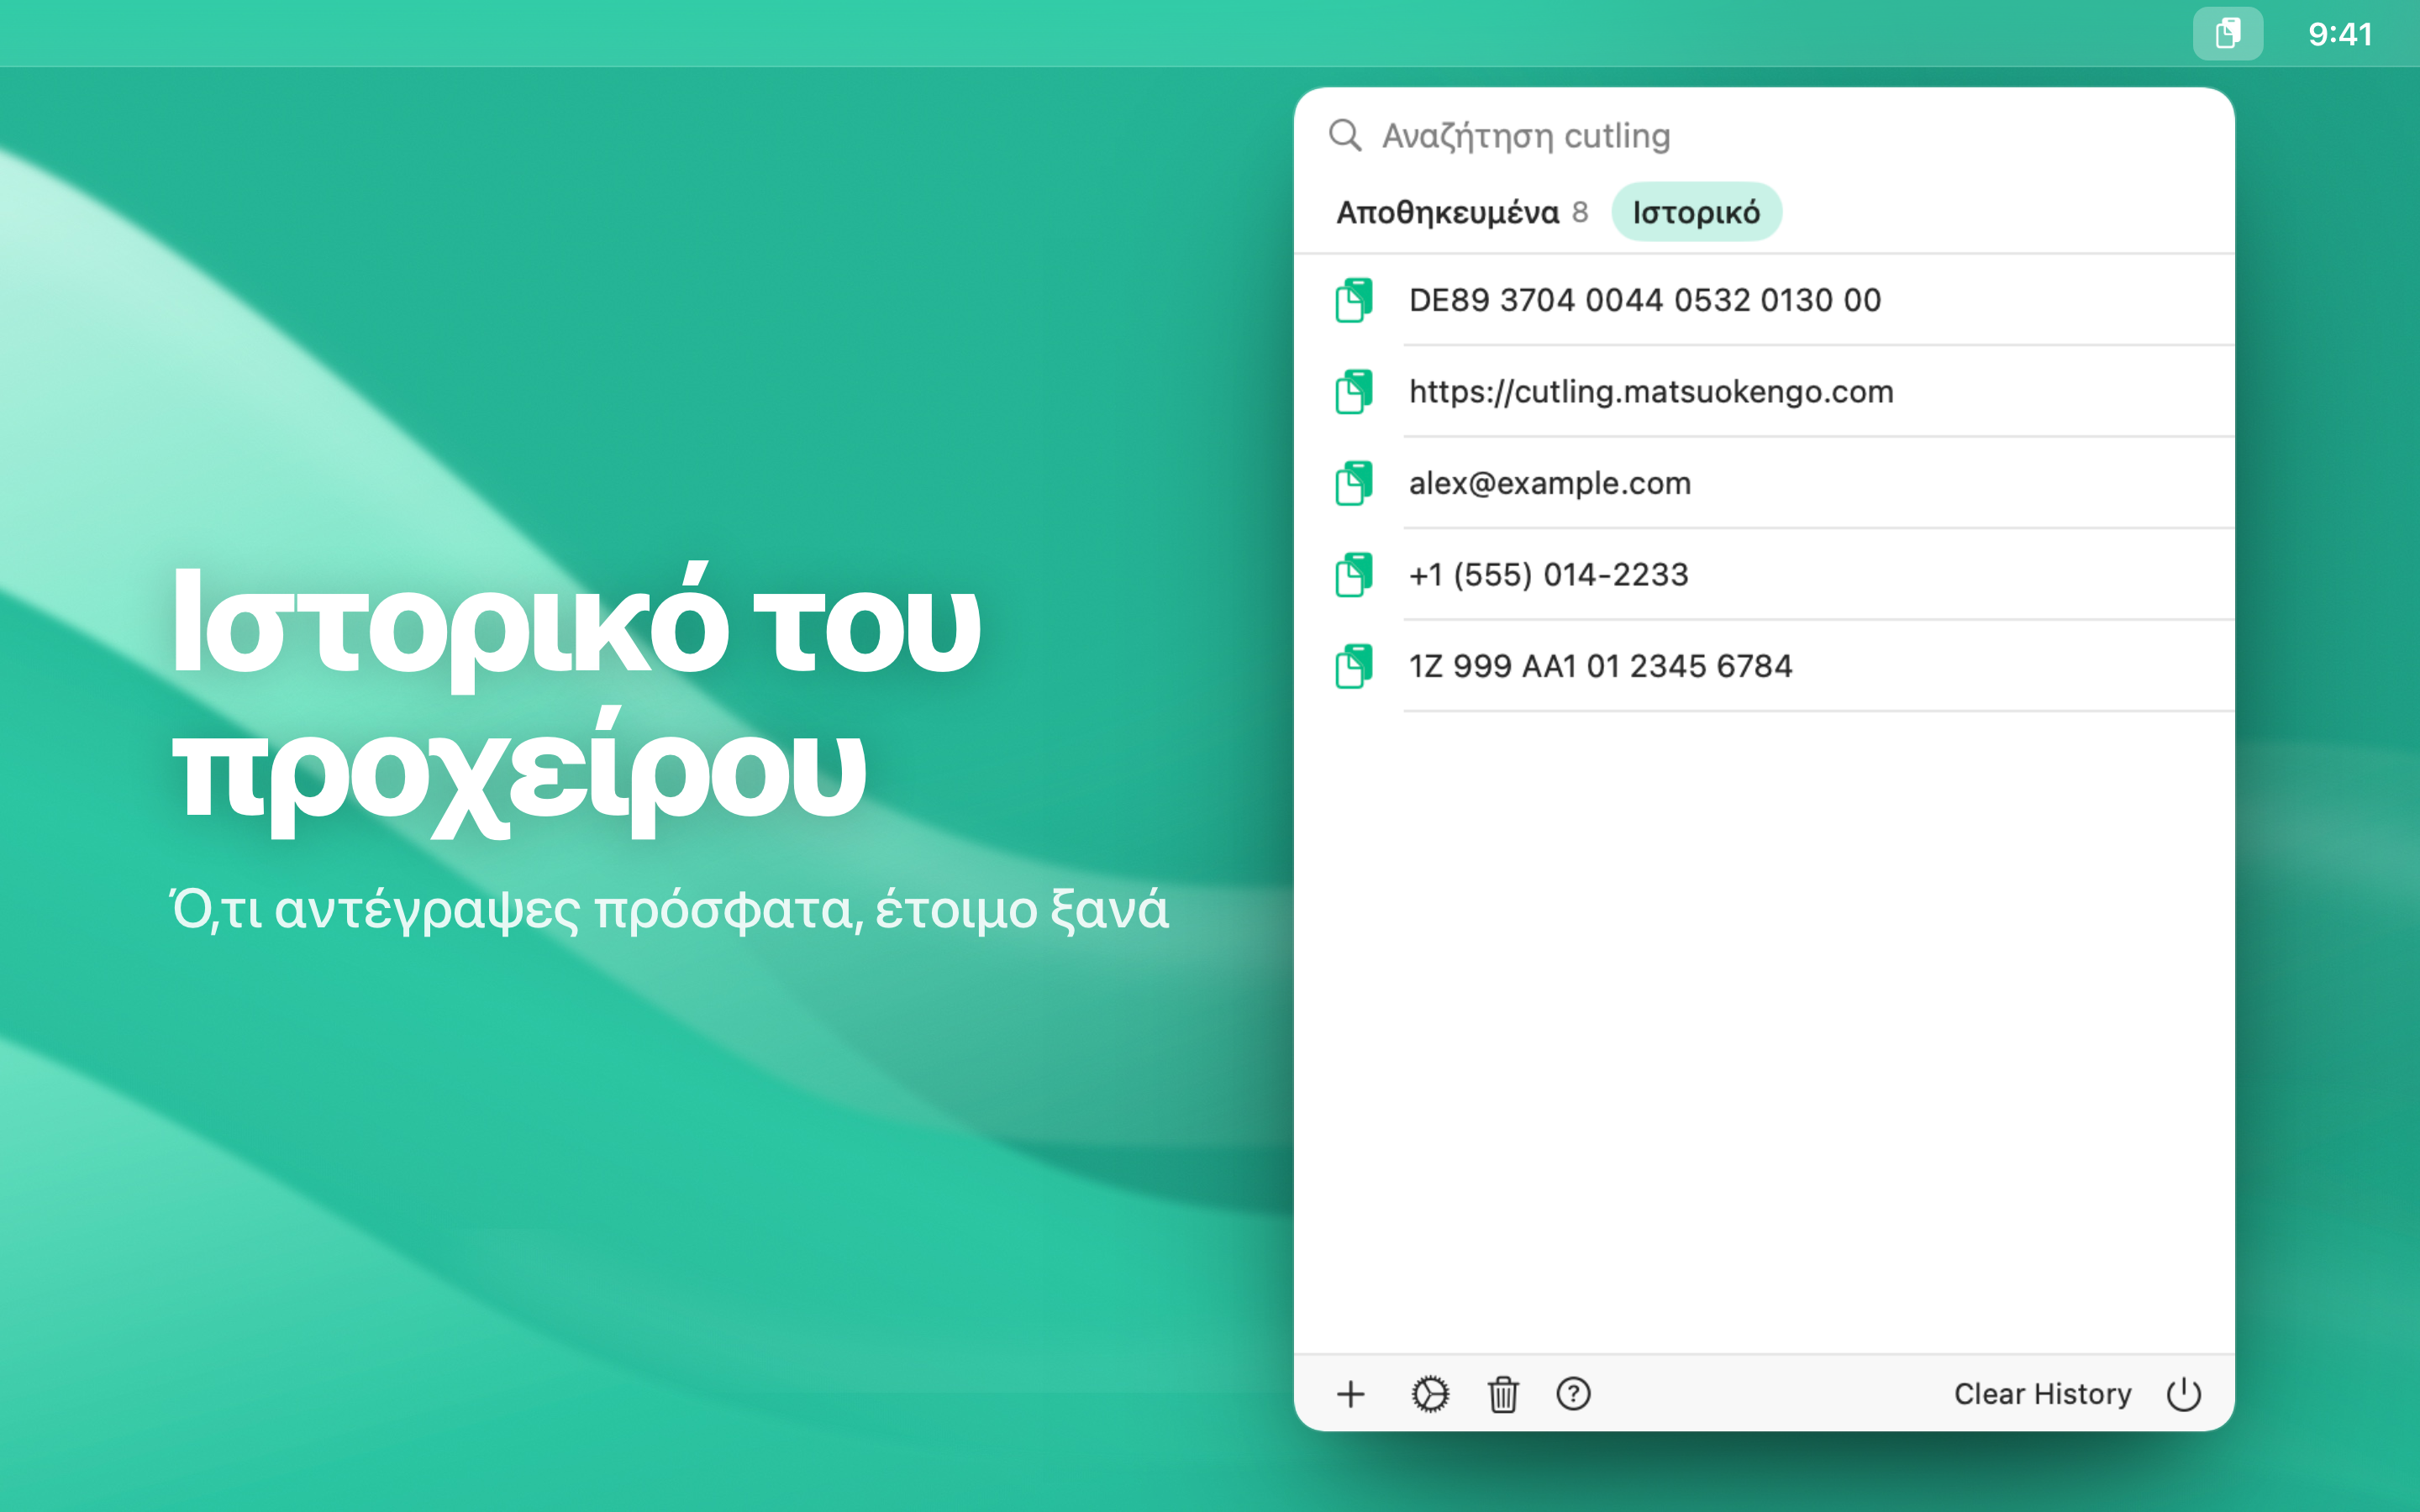 9:41
Αναζήτηση cutling
Αποθηκευμένα 8 Ιστορικό
DE89 3704 0044 0532 0130 00
https://cutling.matsuokengo.com
alex@example.com
+1 (555) 014-2233
1Z 999 AA1 01 2345 6784
Ιστορικό του
προχείρου
Ό,τι αντέγραψες πρόσφατα, έτοιμο ξανά
Clear History